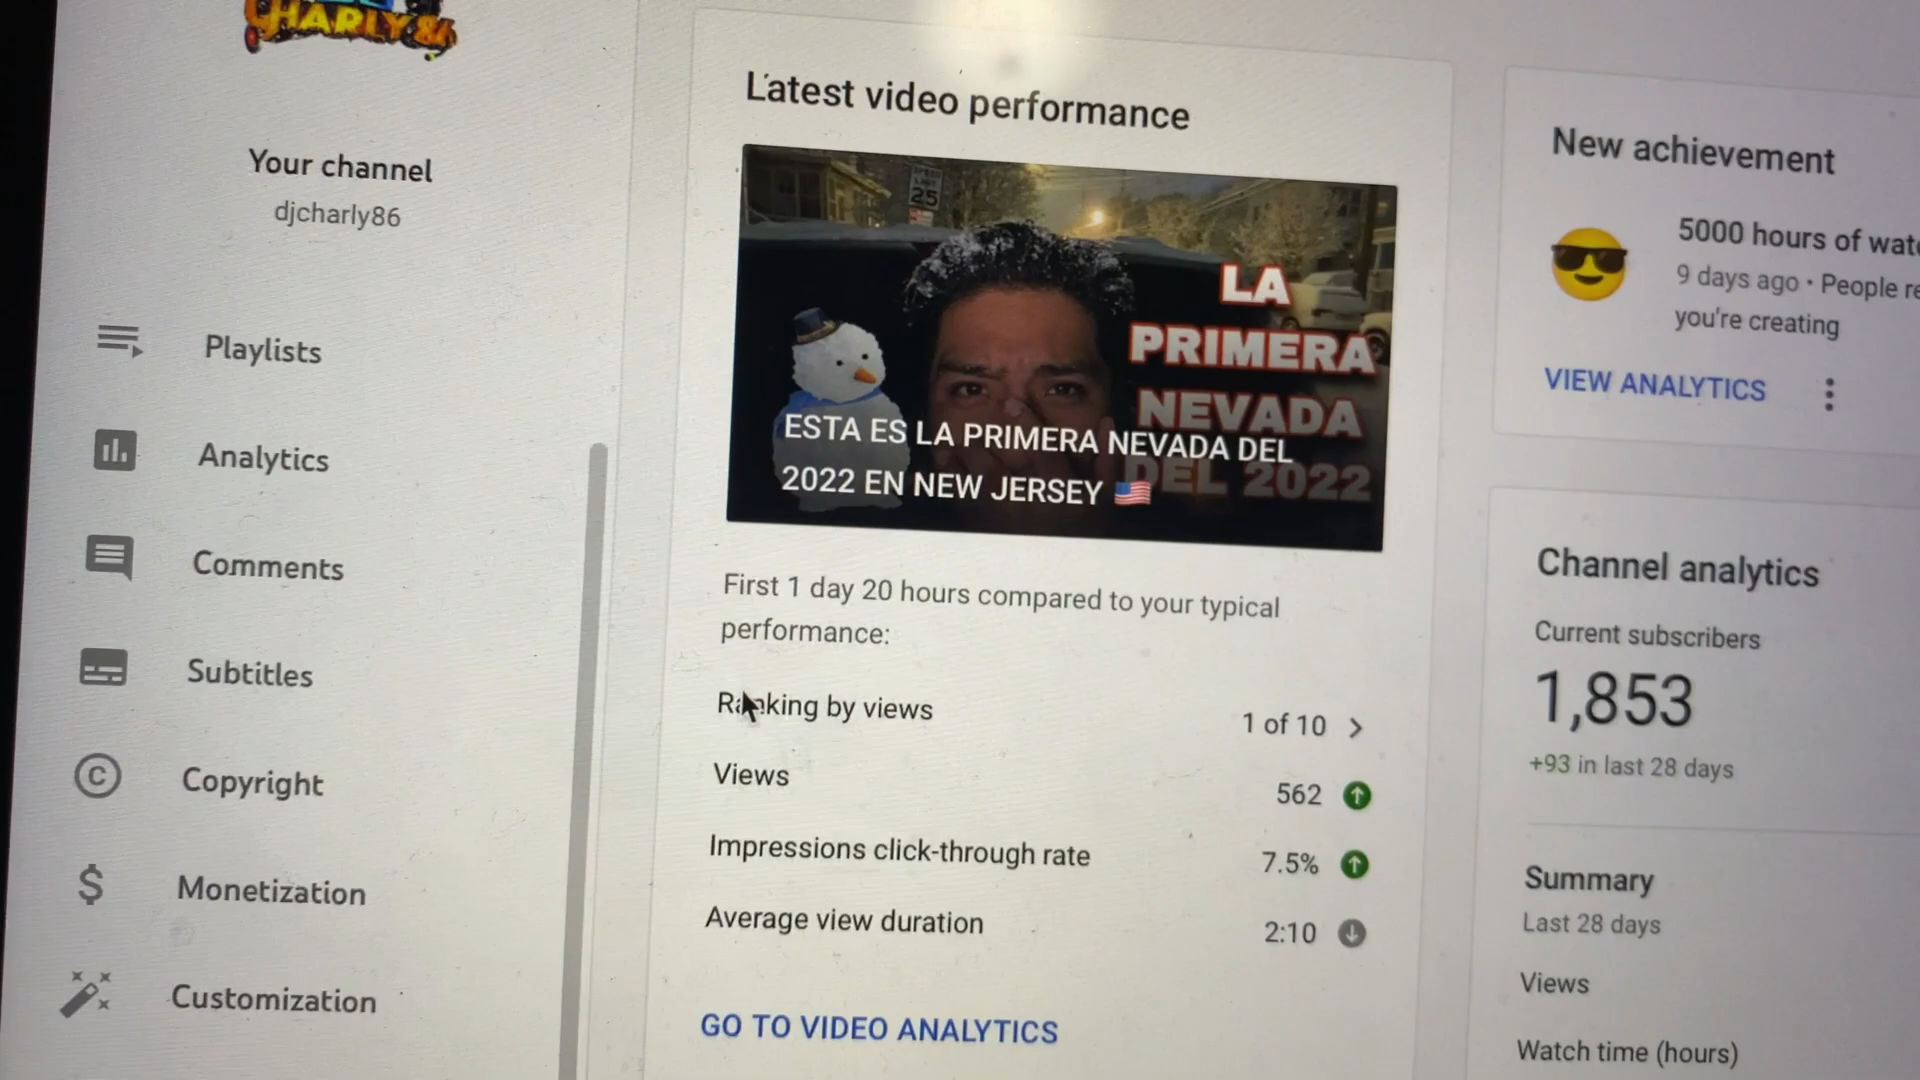 CHARLY86
Your channel
djcharly86
Playlists
Analytics
Comments
Subtitles
Copyright
Monetization
Customization
Latest video performance
SPEED
LIMIT
25
LA
PRIMERA
NEVADA
DEL 2022
ESTA ES LA PRIMERA NEVADA DEL
2022 EN NEW JERSEY 🇺🇸
First 1 day 20 hours compared to your typical
performance:
Ranking by views 1 of 10
Views 562
Impressions click-through rate 7.5%
Average view duration 2:10
GO TO VIDEO ANALYTICS
New achievement
5000 hours of
9 days ago · People
you're creating
VIEW ANALYTICS
Channel analytics
Current subscribers
1,853
+93 in last 28 days
Summary
Last 28 days
Views
Watch time (hours)